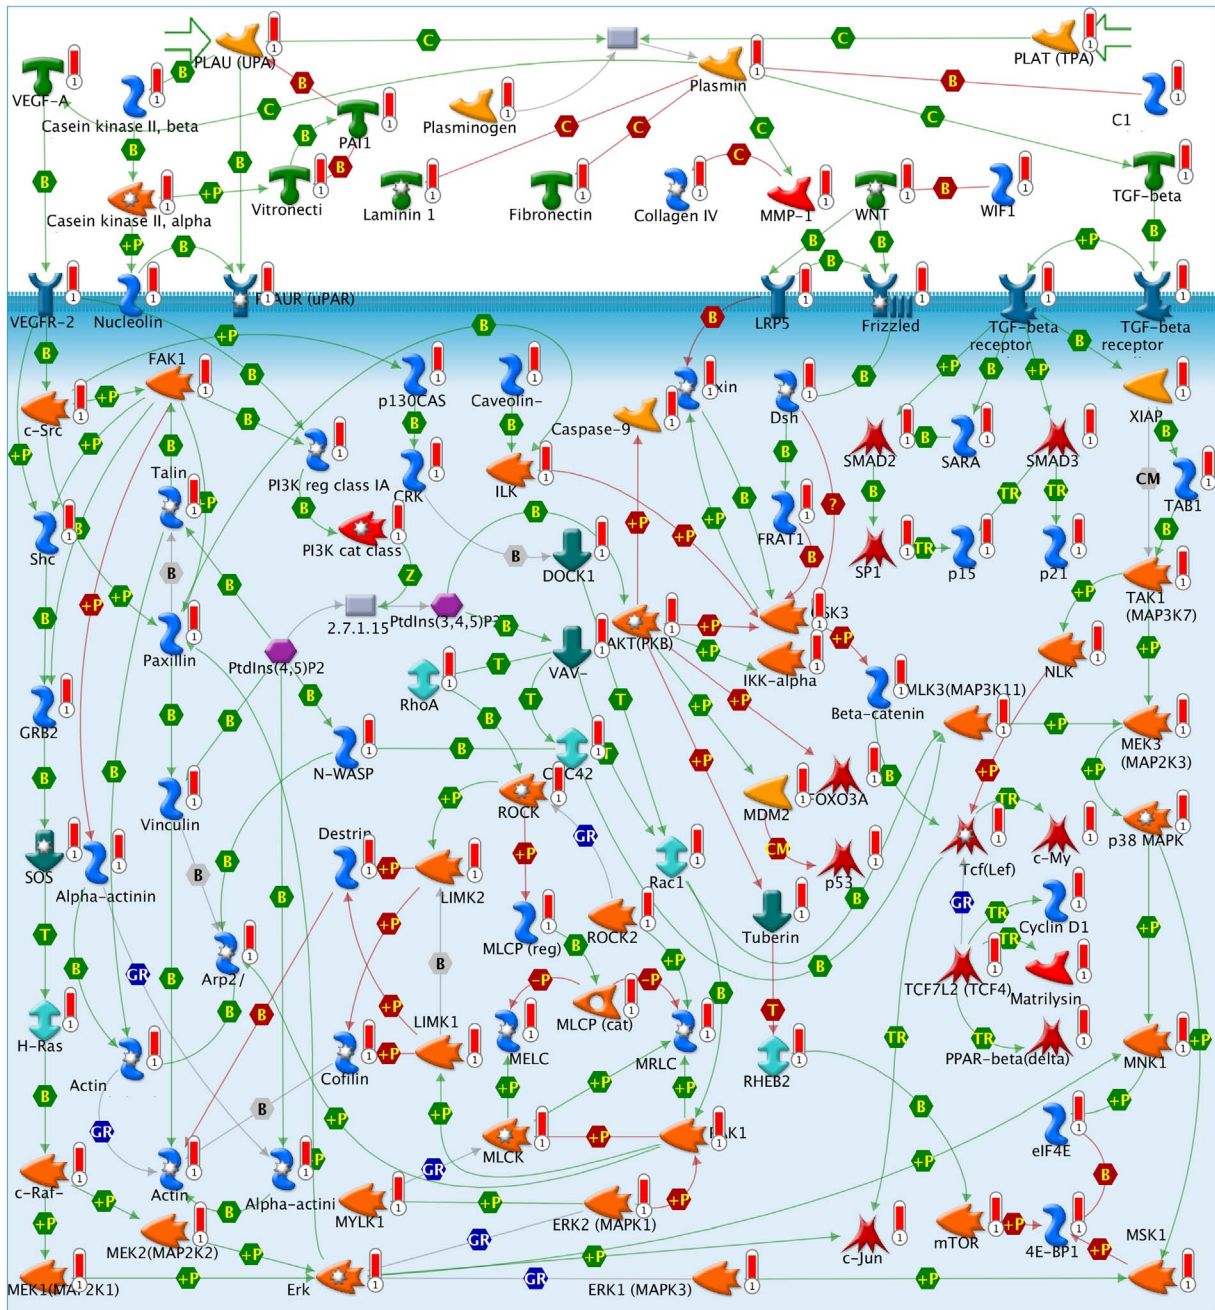 PLAU (UPA)
PLAT (TPA)
VEGF-A
Plasmin
Casein kinase II, beta
Plasminogen
C1
PAI1
Casein kinase II, alpha
Vitronecti
Laminin 1
Fibronectin
Collagen IV
MMP-1
WNT
WIF1
TGF-beta
VEGFR-2
Nucleolin
AUR (uPAR)
LRP5
Frizzled
TGF-beta
receptor
TGF-beta
receptor
FAK1
c-Src
p130CAS
Caveolin-
Caspase-9
xin
Dsh
XIAP
SMAD2
SARA
SMAD3
Talin
PI3K reg class IA
CRK
ILK
TAB1
Shc
PI3K cat class
DOCK1
FRAT1
SP1
p15
p21
TAK1
(MAP3K7)
2.7.1.15
PtdIns(3,4,5)P3
Paxillin
PtdIns(4,5)P2
VAV-
AKT(PKB)
SK3
IKK-alpha
NLK
RhoA
Beta-catenin
MLK3(MAP3K11)
GRB2
N-WASP
CDC42
MEK3
(MAP2K3)
ROCK
MDM2
FOXO3A
Vinculin
Destrin
SOS
Alpha-actinin
LIMK2
Rac1
p53
Tcf(Lef)
c-My
p38 MAPK
MLCP (reg)
ROCK2
Tuberin
Cyclin D1
Arp2/
TCF7L2 (TCF4)
Matrilysin
H-Ras
LIMK1
MLCP (cat)
MELC
MRLC
RHEB2
PPAR-beta(delta)
MNK1
Actin
Cofilin
MLCK
PAK1
eIF4E
c-Raf-
Actin
Alpha-actini
MYLK1
ERK2 (MAPK1)
MEK2(MAP2K2)
c-Jun
mTOR
4E-BP1
MSK1
MEK1(MAP2K1)
Erk
ERK1 (MAPK3)